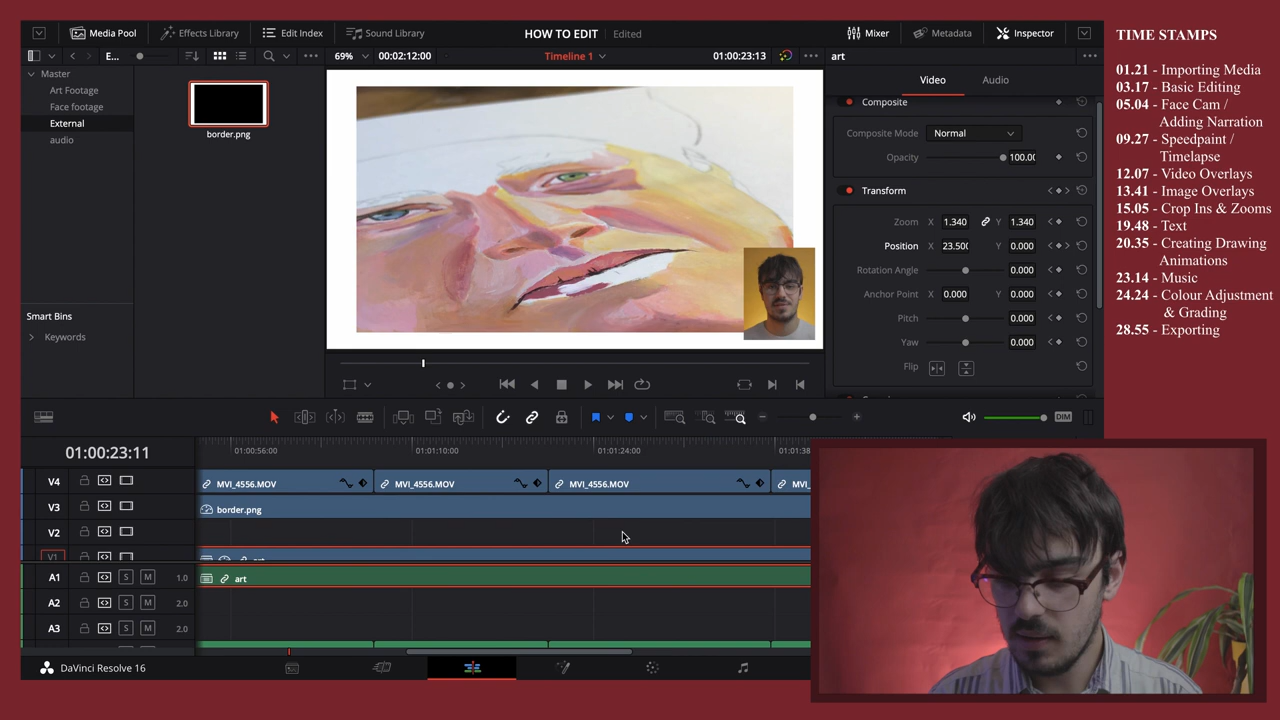 Media Pool
Effects Library
Edit Index
Sound Library
HOW TO EDIT
Edited
Mixer
Metadata
Inspector
E...
69%
00:02:12:00
Timeline 1
01:00:23:13
art
Master
Art Footage
Face footage
External
audio
border.png
Smart Bins
Keywords
Video
Audio
Composite
Composite Mode
Normal
Opacity
100.00
Transform
Zoom X 1.340 Y 1.340
Position X 23.500 Y 0.000
Rotation Angle 0.000
Anchor Point X 0.000 Y 0.000
Pitch 0.000
Yaw 0.000
Flip
DIM
01:00:23:11
01:00:56:00
01:01:10:00
01:01:24:00
01:01:38
V4
MVI_4556.MOV
MVI_4556.MOV
MVI_4556.MOV
MV
V3
border.png
V2
V1
art
A1 S M 1.0
art
A2 S M 2.0
A3 S M 2.0
DaVinci Resolve 16
TIME STAMPS
01.21 - Importing Media
03.17 - Basic Editing
05.04 - Face Cam /
Adding Narration
09.27 - Speedpaint /
Timelapse
12.07 - Video Overlays
13.41 - Image Overlays
15.05 - Crop Ins & Zooms
19.48 - Text
20.35 - Creating Drawing
Animations
23.14 - Music
24.24 - Colour Adjustment
& Grading
28.55 - Exporting